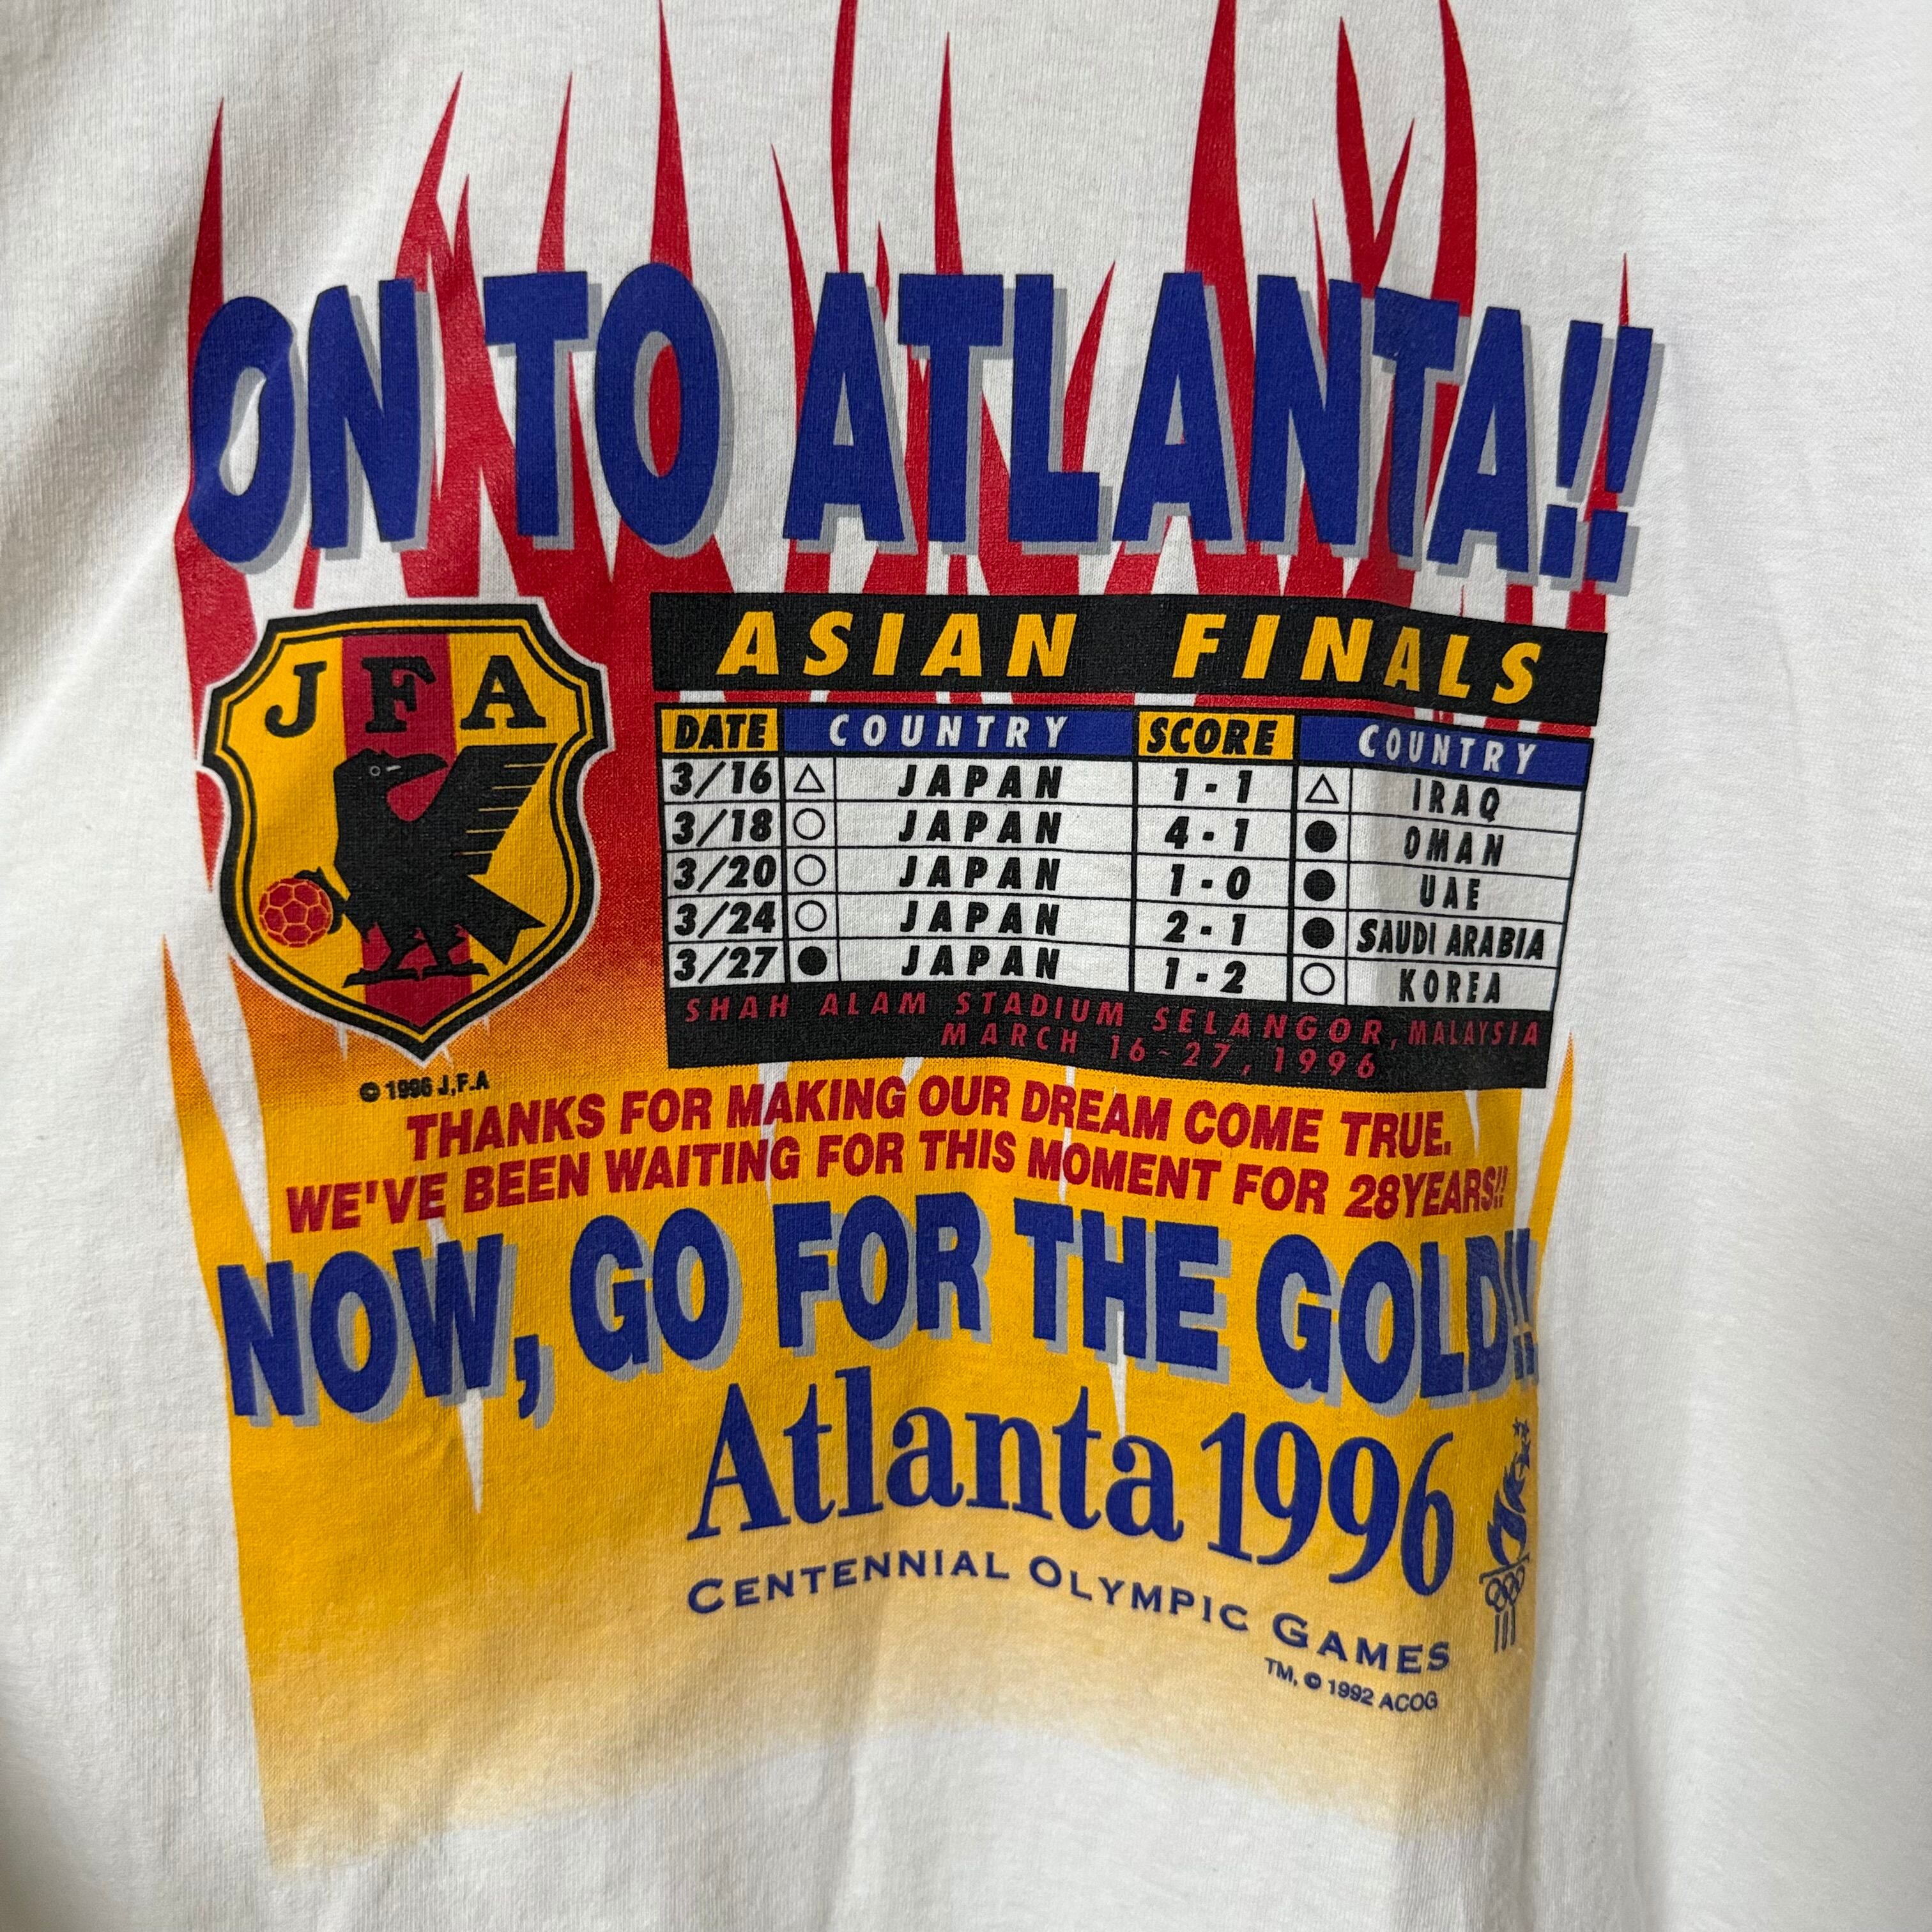 ON TO ATLANTA!!
JFA
© 1996 J,F.A
ASIAN FINALS
DATE COUNTRY SCORE COUNTRY
3/16 △ JAPAN 1-1 △ IRAQ
3/18 ○ JAPAN 4-1 ● OMAN
3/20 ○ JAPAN 1-0 ● UAE
3/24 ○ JAPAN 2-1 ● SAUDI ARABIA
3/27 ● JAPAN 1-2 ○ KOREA
SHAH ALAM STADIUM SELANGOR, MALAYSIA
MARCH 16-27, 1996
THANKS FOR MAKING OUR DREAM COME TRUE.
WE'VE BEEN WAITING FOR THIS MOMENT FOR 28YEARS!!
NOW, GO FOR THE GOLD!!
Atlanta 1996
CENTENNIAL OLYMPIC GAMES
TM, © 1992 ACOG